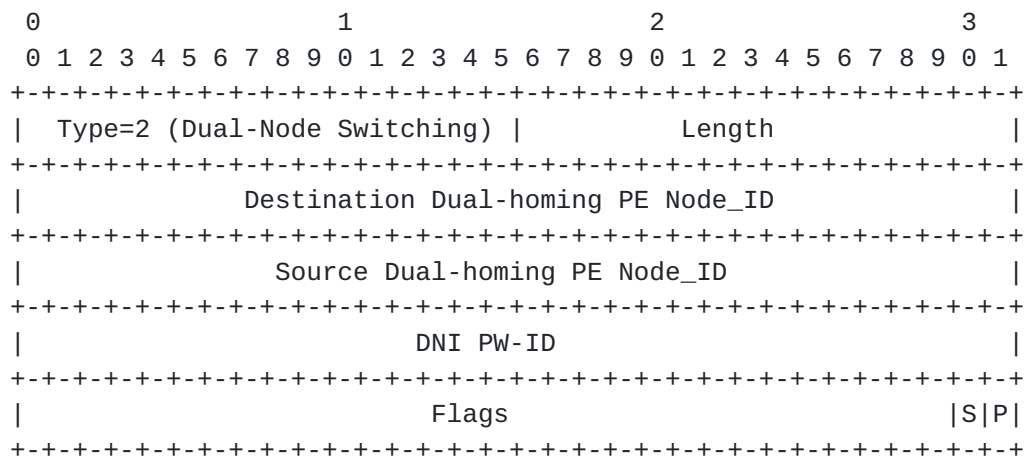 0                   1                   2                   3
 0 1 2 3 4 5 6 7 8 9 0 1 2 3 4 5 6 7 8 9 0 1 2 3 4 5 6 7 8 9 0 1
+-+-+-+-+-+-+-+-+-+-+-+-+-+-+-+-+-+-+-+-+-+-+-+-+-+-+-+-+-+-+-+-+
|  Type=2 (Dual-Node Switching) |          Length               |
+-+-+-+-+-+-+-+-+-+-+-+-+-+-+-+-+-+-+-+-+-+-+-+-+-+-+-+-+-+-+-+-+
|              Destination Dual-homing PE Node_ID               |
+-+-+-+-+-+-+-+-+-+-+-+-+-+-+-+-+-+-+-+-+-+-+-+-+-+-+-+-+-+-+-+-+
|                Source Dual-homing PE Node_ID                  |
+-+-+-+-+-+-+-+-+-+-+-+-+-+-+-+-+-+-+-+-+-+-+-+-+-+-+-+-+-+-+-+-+
|                         DNI PW-ID                             |
+-+-+-+-+-+-+-+-+-+-+-+-+-+-+-+-+-+-+-+-+-+-+-+-+-+-+-+-+-+-+-+-+
|                          Flags                            |S|P|
+-+-+-+-+-+-+-+-+-+-+-+-+-+-+-+-+-+-+-+-+-+-+-+-+-+-+-+-+-+-+-+-+